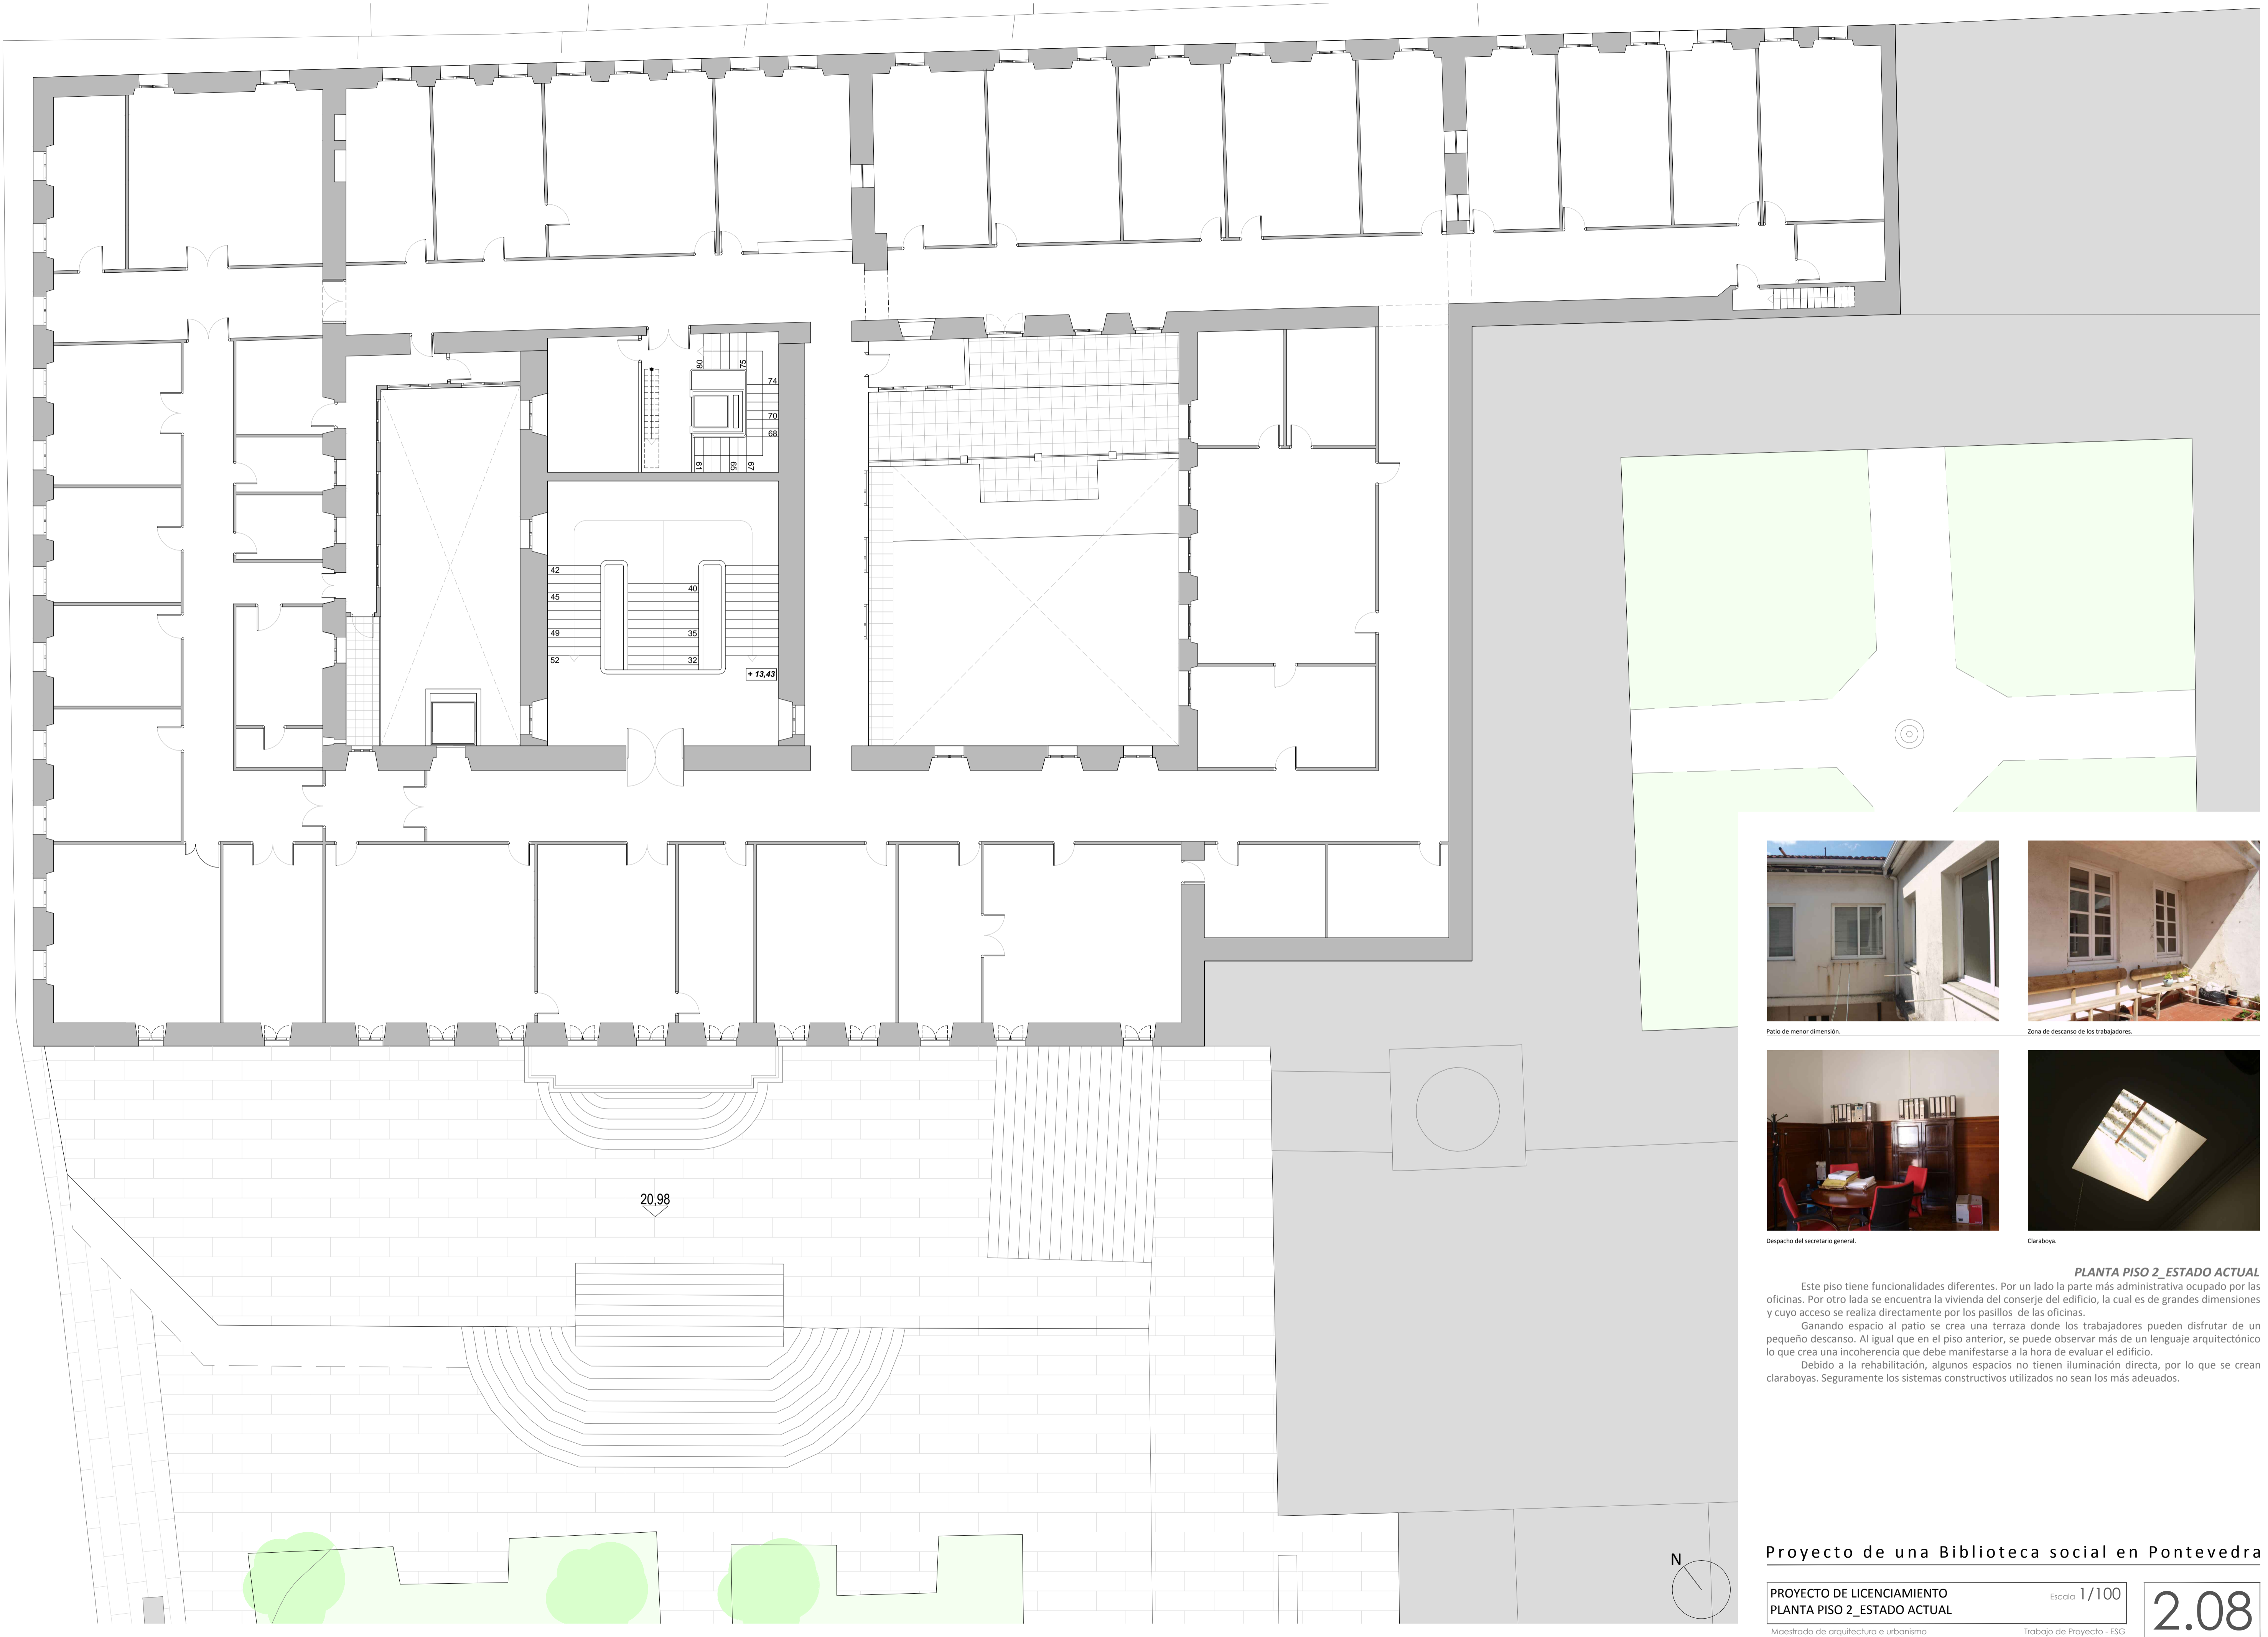 80
75
74
70
68
61
65
67
42
45
49
52
40
35
32
+ 13,43
20,98
N
Patio de menor dimensión.
Zona de descanso de los trabajadores.
Despacho del secretario general.
Claraboya.
PLANTA PISO 2_ESTADO ACTUAL
Este piso tiene funcionalidades diferentes. Por un lado la parte más administrativa ocupado por las
oficinas. Por otro lada se encuentra la vivienda del conserje del edificio, la cual es de grandes dimensiones
y cuyo acceso se realiza directamente por los pasillos de las oficinas.
Ganando espacio al patio se crea una terraza donde los trabajadores pueden disfrutar de un
pequeño descanso. Al igual que en el piso anterior, se puede observar más de un lenguaje arquitectónico
lo que crea una incoherencia que debe manifestarse a la hora de evaluar el edificio.
Debido a la rehabilitación, algunos espacios no tienen iluminación directa, por lo que se crean
claraboyas. Seguramente los sistemas constructivos utilizados no sean los más adeuados.
Proyecto de una Biblioteca social en Pontevedra
PROYECTO DE LICENCIAMIENTO
Escala 1/100
PLANTA PISO 2_ESTADO ACTUAL
2.08
Maestrado de arquitectura e urbanismo
Trabajo de Proyecto - ESG